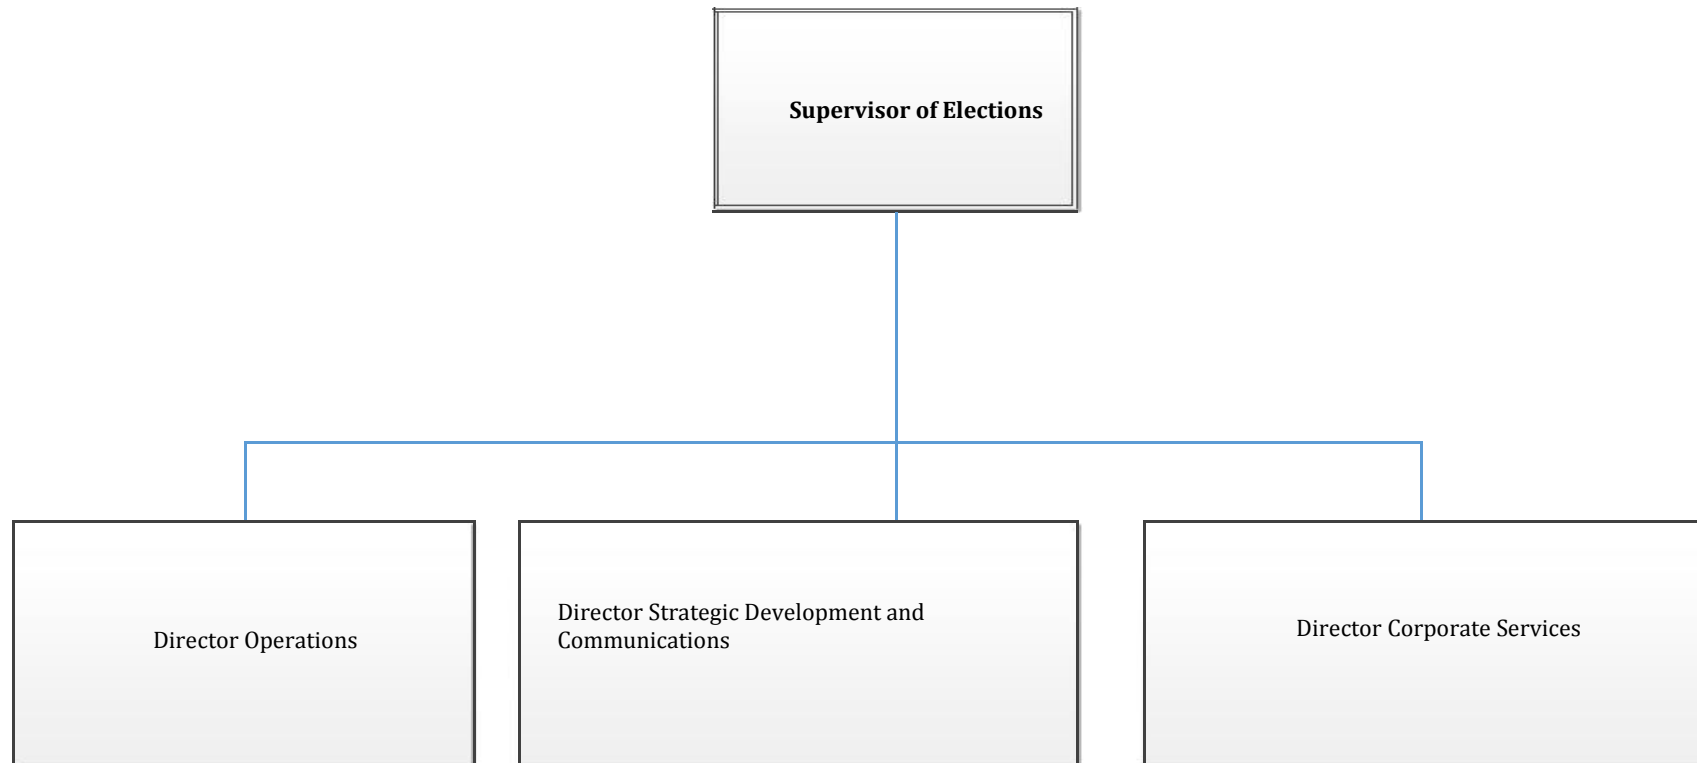 Supervisor of Elections
Director Operations
Director Strategic Development and
Communications
Director Corporate Services